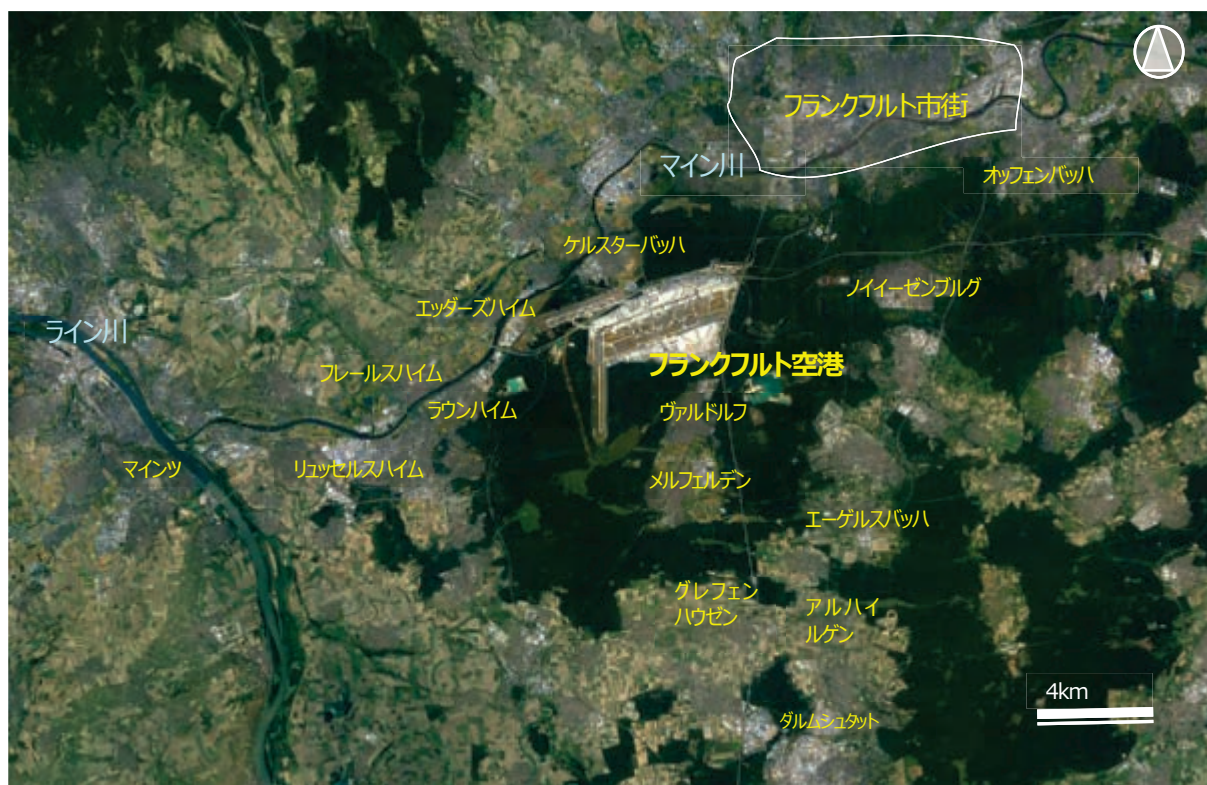 フランクフルト市街
マイン川
オッフェンバッハ
ケルスターバッハ
ノイイーゼンブルグ
エッダーズハイム
ライン川
フランクフルト空港
フレールスハイム
ラウンハイム
ヴァルドルフ
マインツ
リュッセルスハイム
メルフェルデン
エーゲルスバッハ
グレフェン
ハウゼン
アルハイ
ルゲン
4km
ダルムシュタット